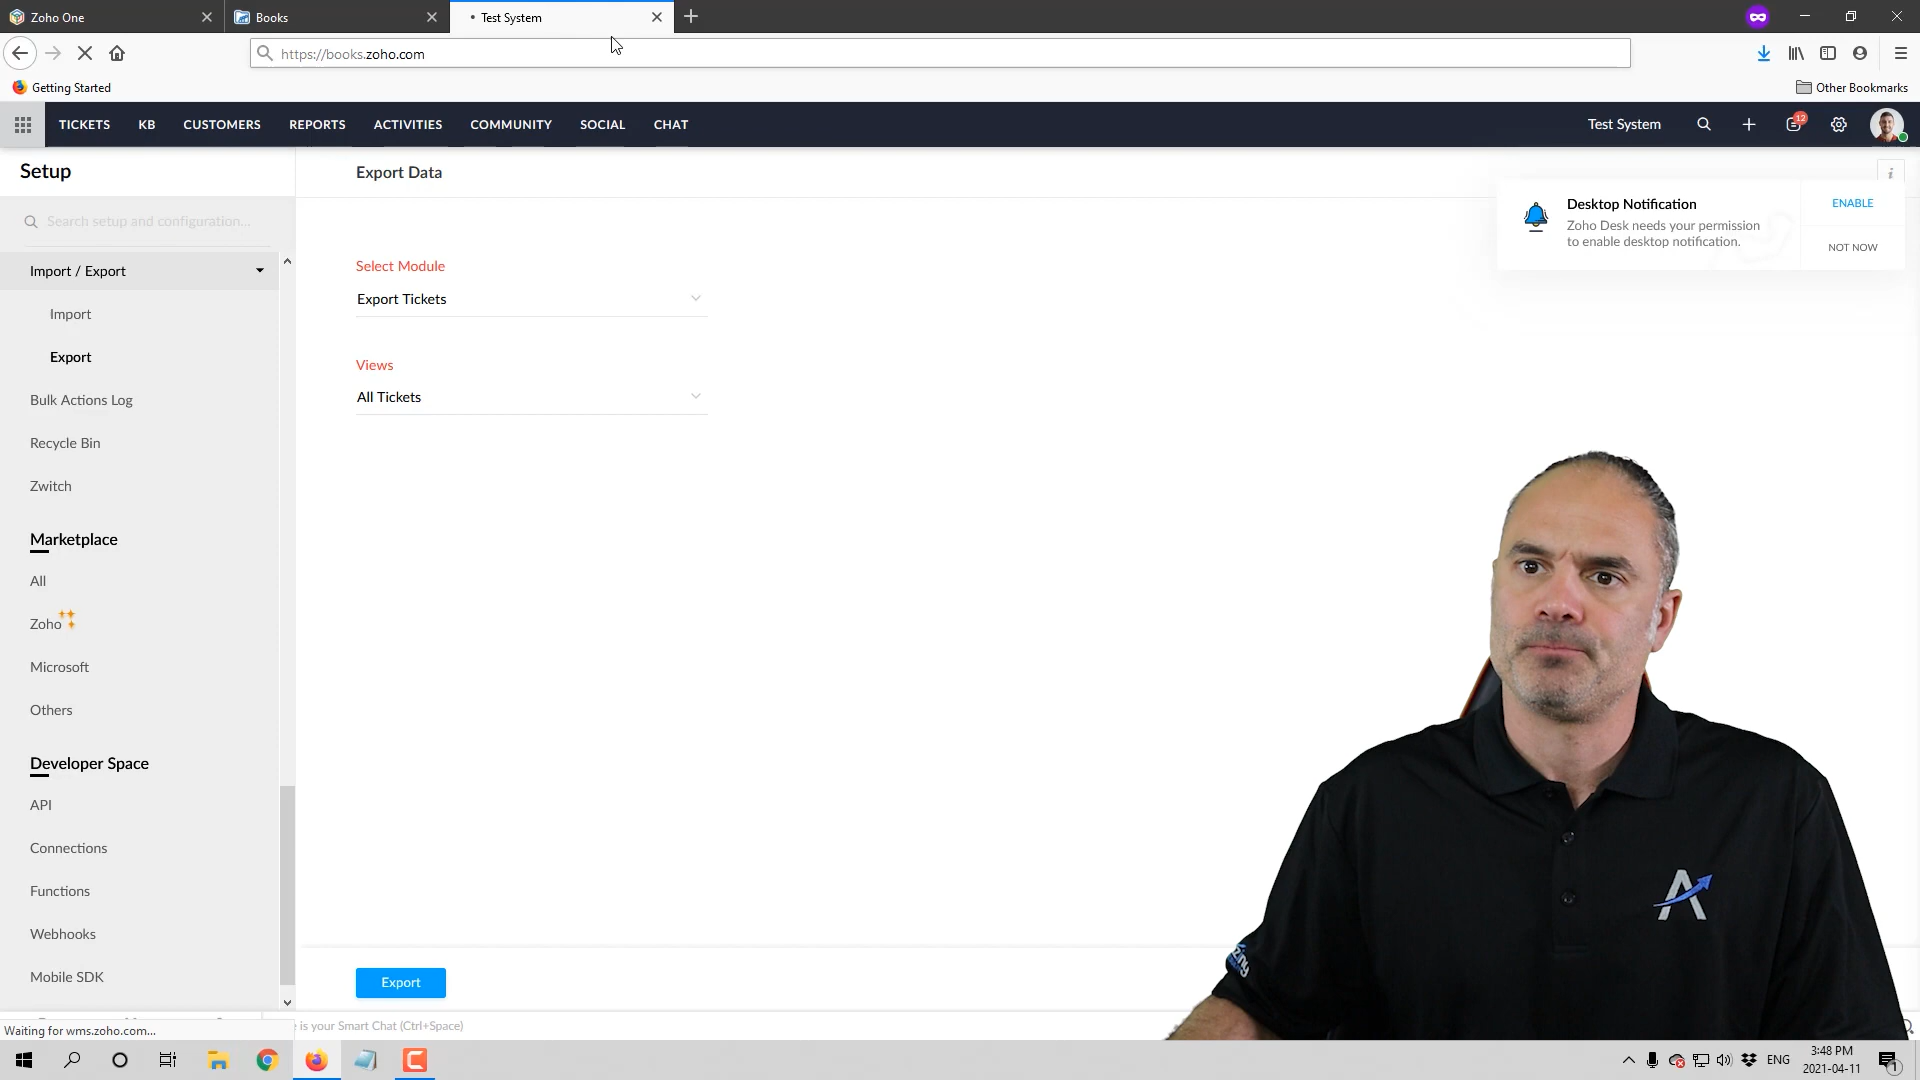 Zoho One
Books
Test System
https://books.zoho.com
Getting Started
Other Bookmarks
TICKETS KB CUSTOMERS REPORTS ACTIVITIES COMMUNITY SOCIAL CHAT
Test System
12
Setup
Export Data
i
Search setup and configuration...
Desktop Notification
Zoho Desk needs your permission
to enable desktop notification.
ENABLE
NOT NOW
Import / Export
Import
Export
Bulk Actions Log
Recycle Bin
Zwitch
Marketplace
All
Zoho
Microsoft
Others
Developer Space
API
Connections
Functions
Webhooks
Mobile SDK
Select Module
Export Tickets
Views
All Tickets
Export
is your Smart Chat (Ctrl+Space)
Waiting for wms.zoho.com...
ENG
3:48 PM
2021-04-11
1